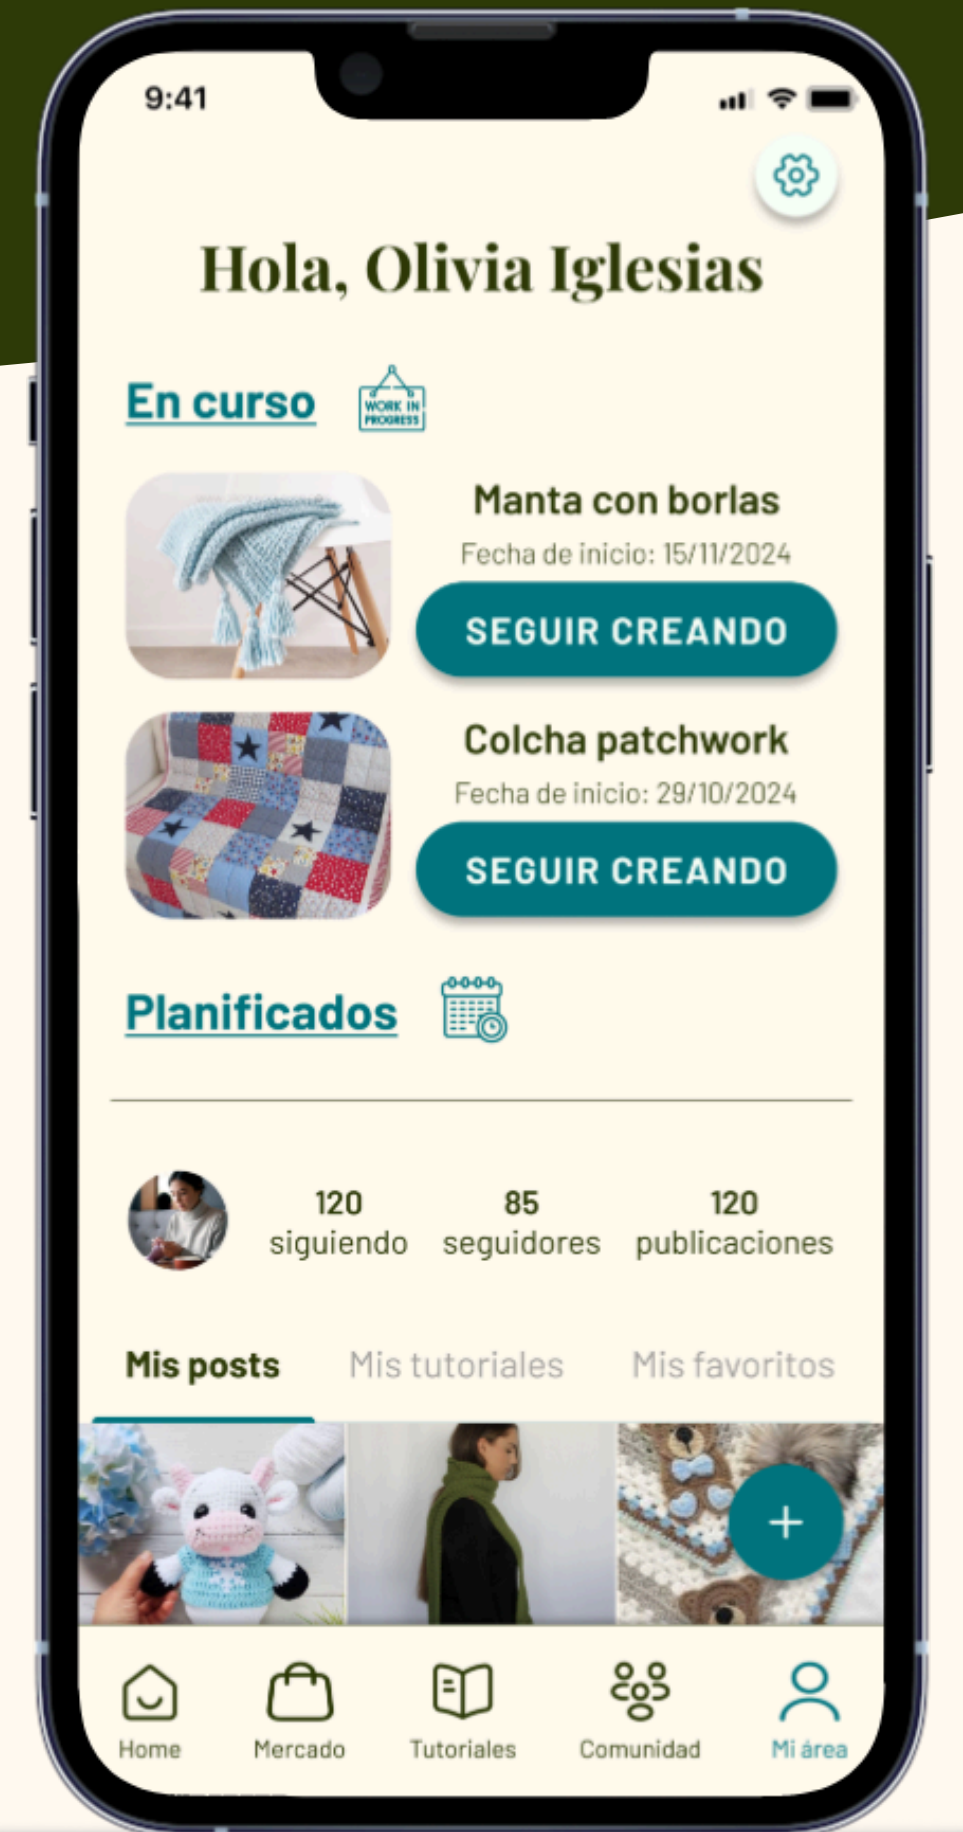 9:41
Hola, Olivia Iglesias
En curso
WORK IN
PROGRESS
Manta con borlas
Fecha de inicio: 15/11/2024
SEGUIR CREANDO
Colcha patchwork
Fecha de inicio: 29/10/2024
SEGUIR CREANDO
Planificados
120 85 120
siguiendo seguidores publicaciones
Mis posts Mis tutoriales Mis favoritos
Home Mercado Tutoriales Comunidad Mi área